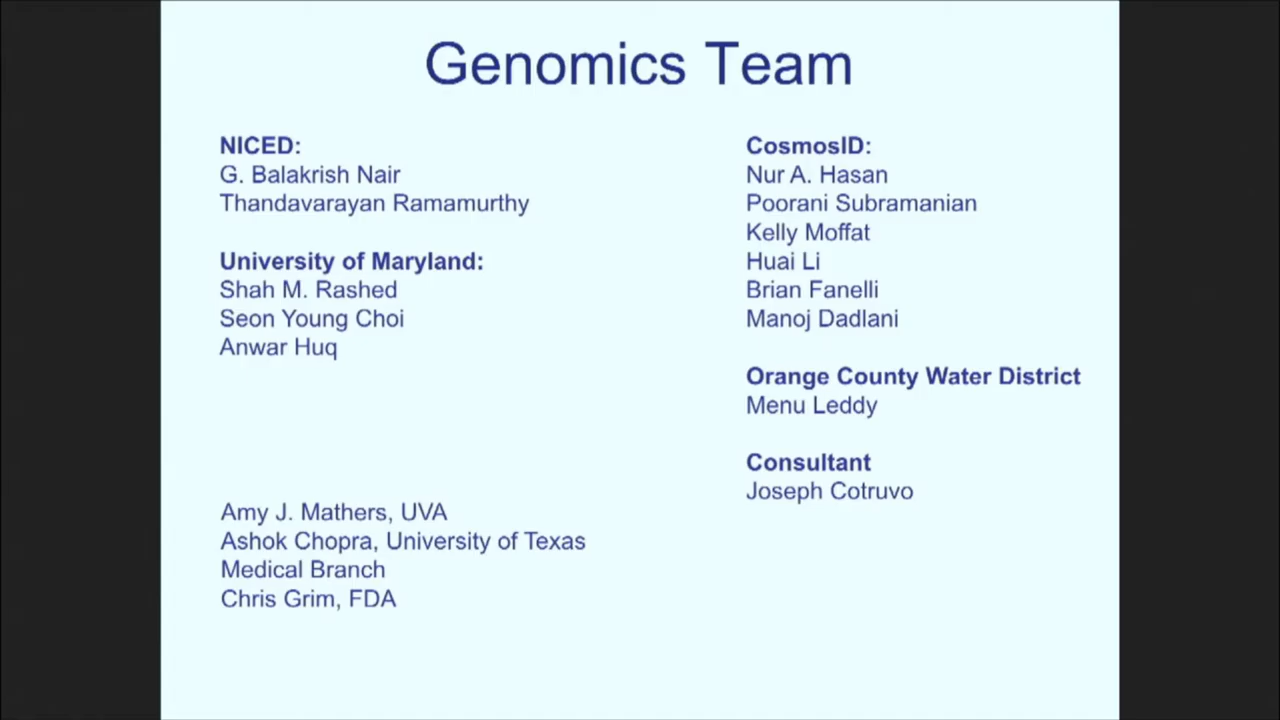 Genomics Team
NICED:
G. Balakrish Nair
Thandavarayan Ramamurthy
University of Maryland:
Shah M. Rashed
Seon Young Choi
Anwar Huq
Amy J. Mathers, UVA
Ashok Chopra, University of Texas
Medical Branch
Chris Grim, FDA
CosmosID:
Nur A. Hasan
Poorani Subramanian
Kelly Moffat
Huai Li
Brian Fanelli
Manoj Dadlani
Orange County Water District
Menu Leddy
Consultant
Joseph Cotruvo